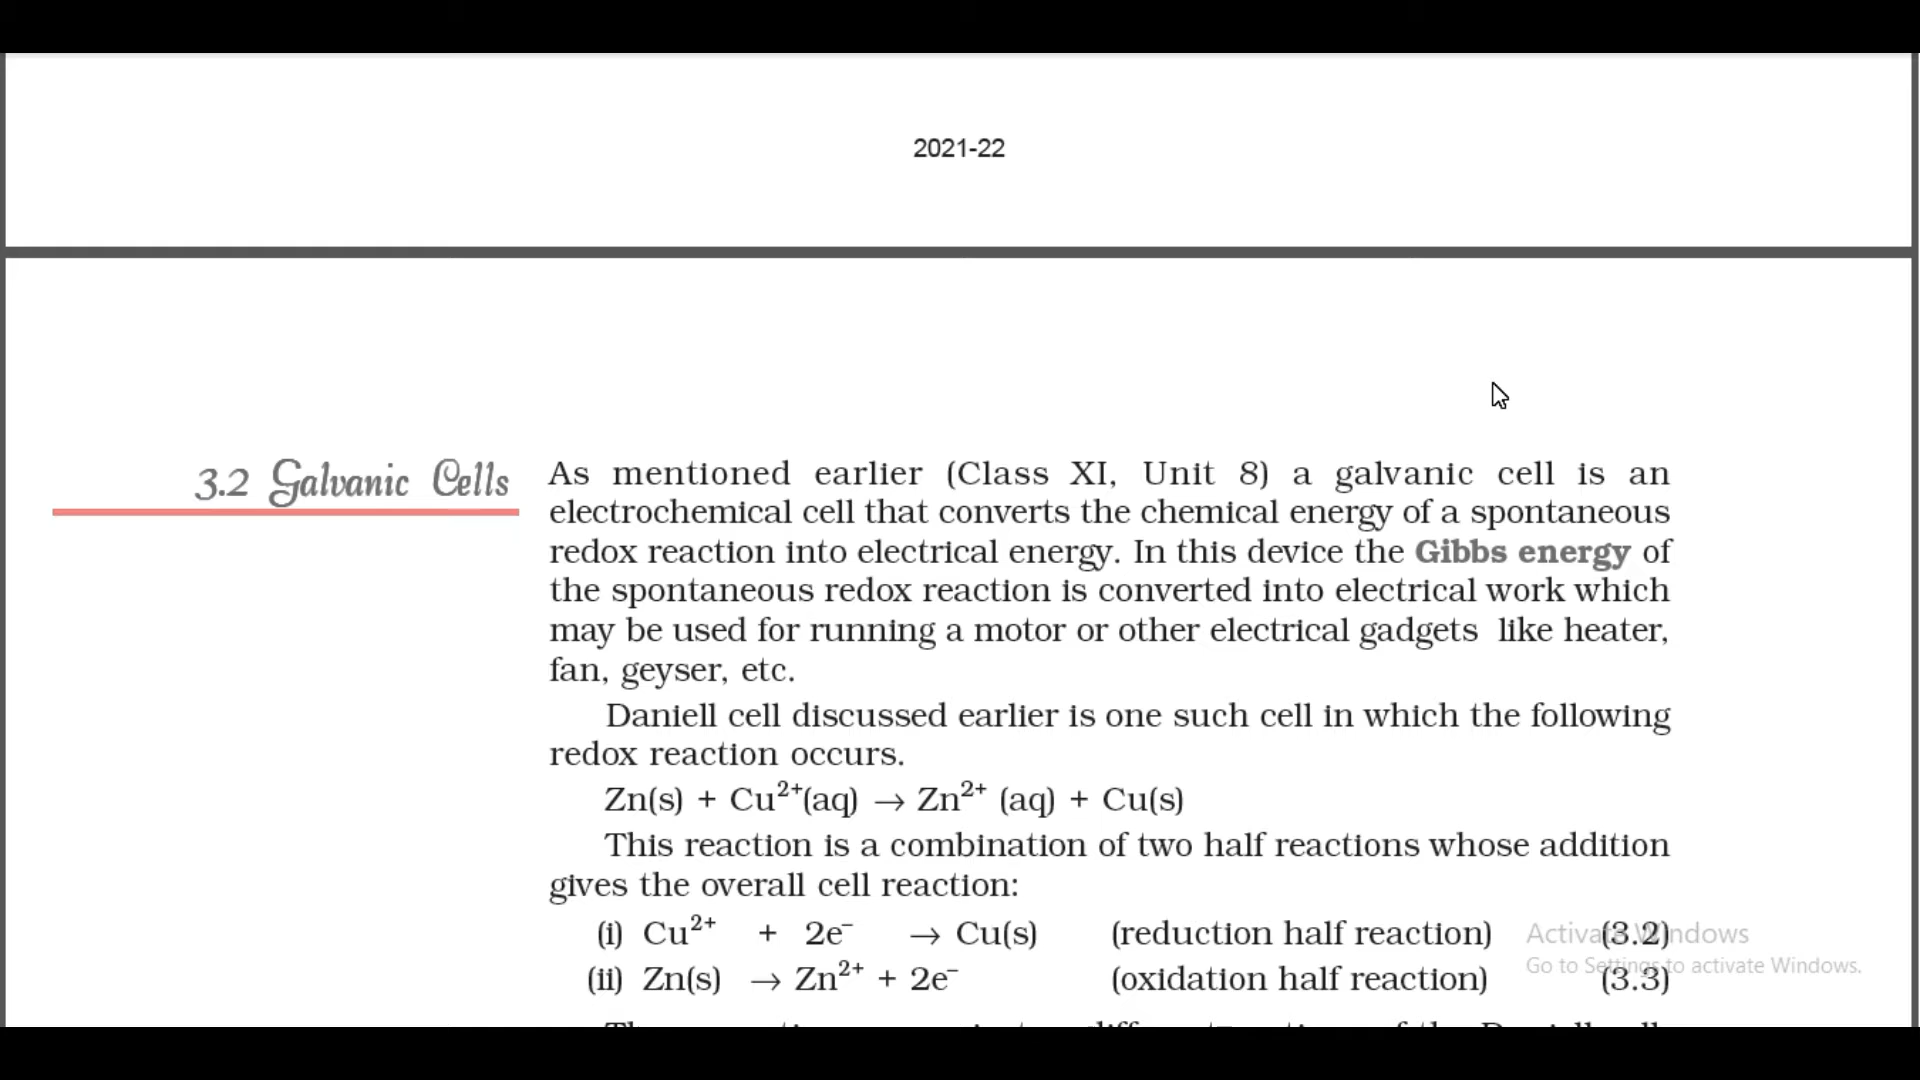 2021-22
3.2 Galvanic Cells
As mentioned earlier (Class XI, Unit 8) a galvanic cell is an
electrochemical cell that converts the chemical energy of a spontaneous
redox reaction into electrical energy. In this device the Gibbs energy of
the spontaneous redox reaction is converted into electrical work which
may be used for running a motor or other electrical gadgets like heater,
fan, geyser, etc.
Daniell cell discussed earlier is one such cell in which the following
redox reaction occurs.
Zn(s) + Cu²⁺(aq) → Zn²⁺ (aq) + Cu(s)
This reaction is a combination of two half reactions whose addition
gives the overall cell reaction:
(i) Cu²⁺ + 2e⁻ → Cu(s) (reduction half reaction) (3.2)
(ii) Zn(s) → Zn²⁺ + 2e⁻ (oxidation half reaction) (3.3)
Activate Windows
Go to Settings to activate Windows.